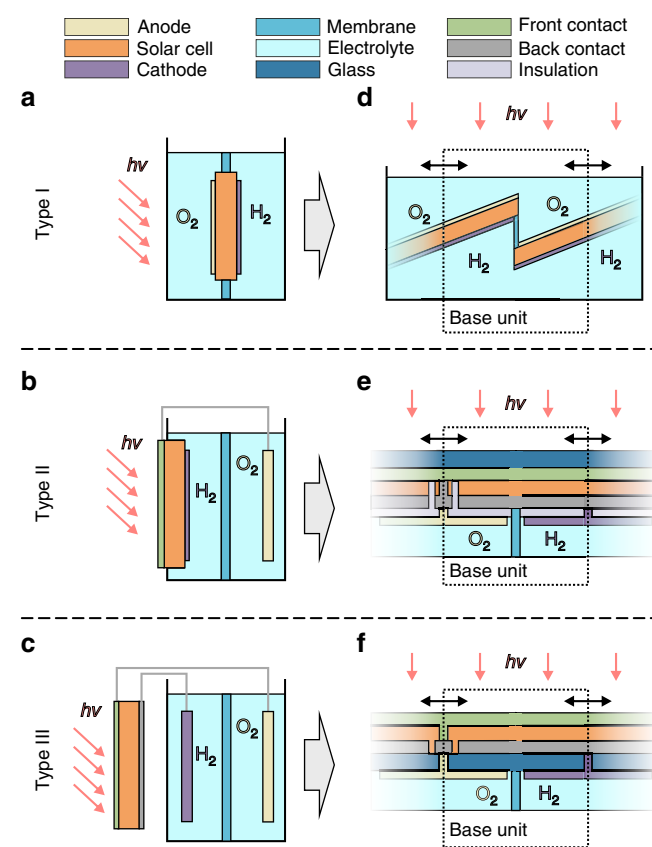 Anode
Membrane
Front contact
Solar cell
Electrolyte
Back contact
Cathode
Glass
Insulation
a
d
hv
hv
Type I
O₂
H₂
O₂
O₂
H₂
H₂
Base unit
b
e
hv
hv
Type II
O₂
H₂
O₂
H₂
Base unit
c
f
hv
hv
Type III
O₂
H₂
O₂
H₂
Base unit